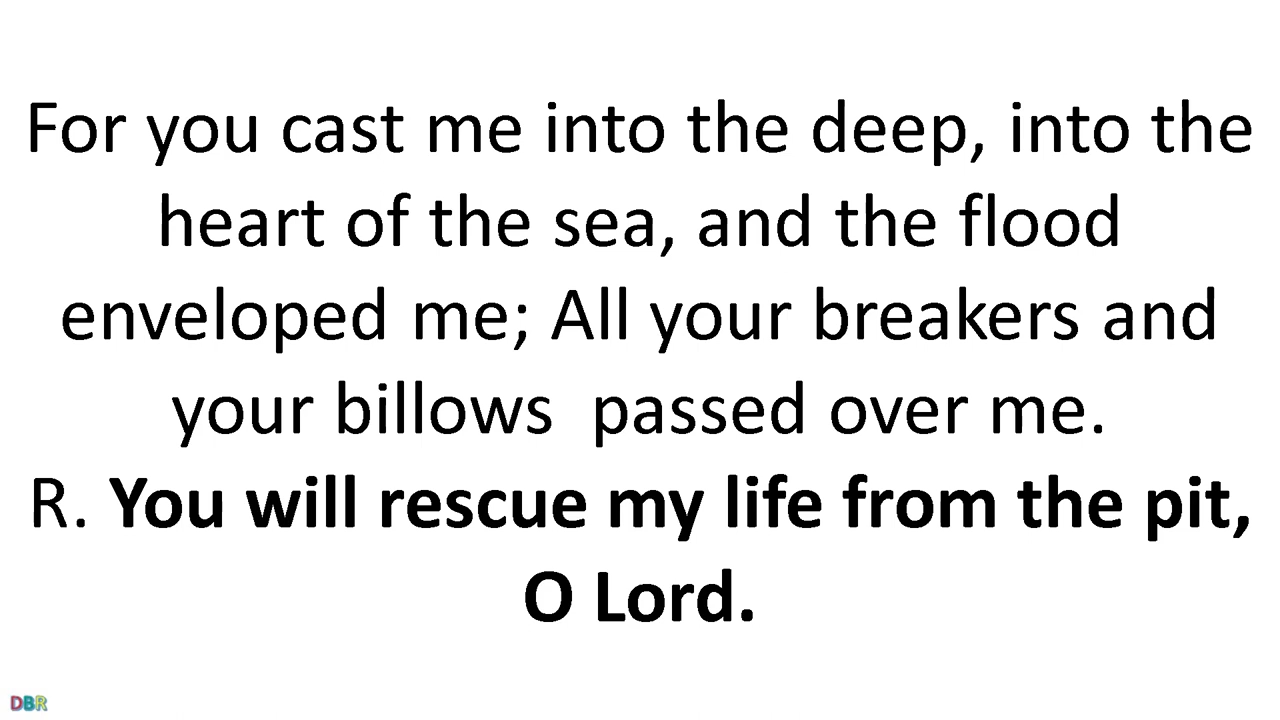 For you cast me into the deep, into the
heart of the sea, and the flood
enveloped me; All your breakers and
your billows  passed over me.
R. You will rescue my life from the pit,
O Lord.
DBR